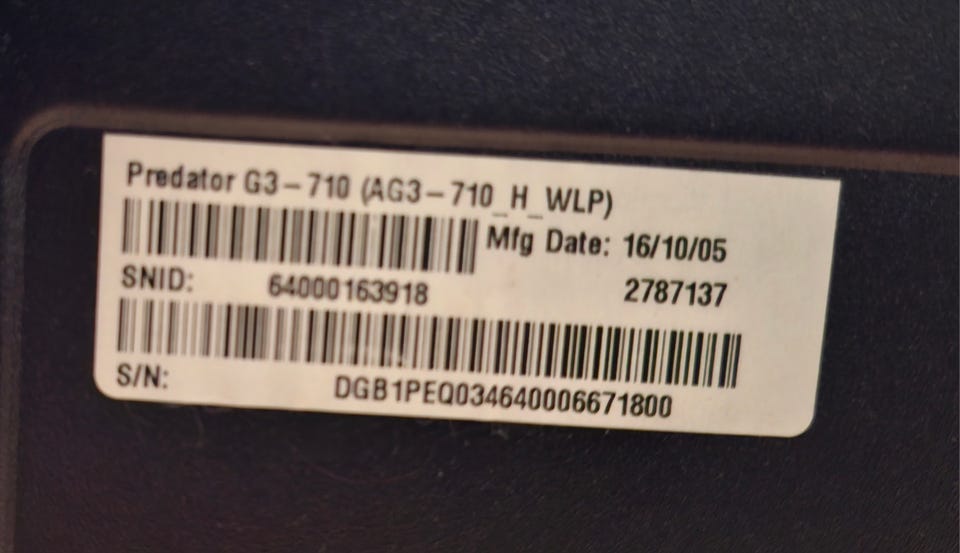 Predator G3-710 (AG3-710_H_WLP)
Mfg Date: 16/10/05
SNID: 64000163918 2787137
S/N: DGB1PEQ034640006671800